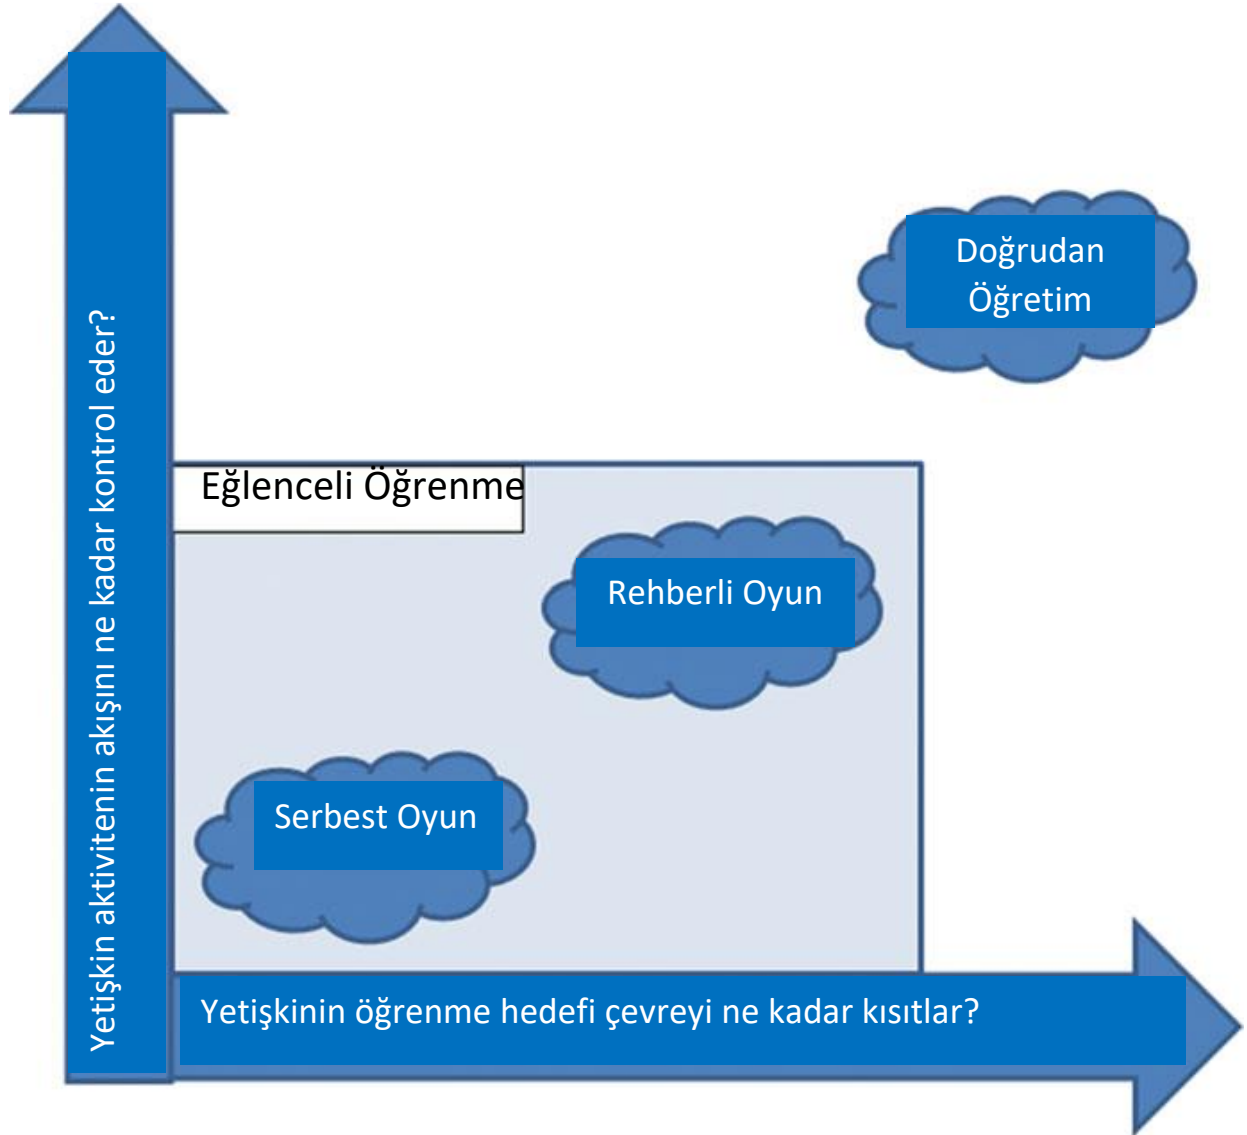 Yetişkin aktivitenin akışını ne kadar kontrol eder?
Doğrudan
Öğretim
Eğlenceli Öğrenme
Rehberli Oyun
Serbest Oyun
Yetişkinin öğrenme hedefi çevreyi ne kadar kısıtlar?